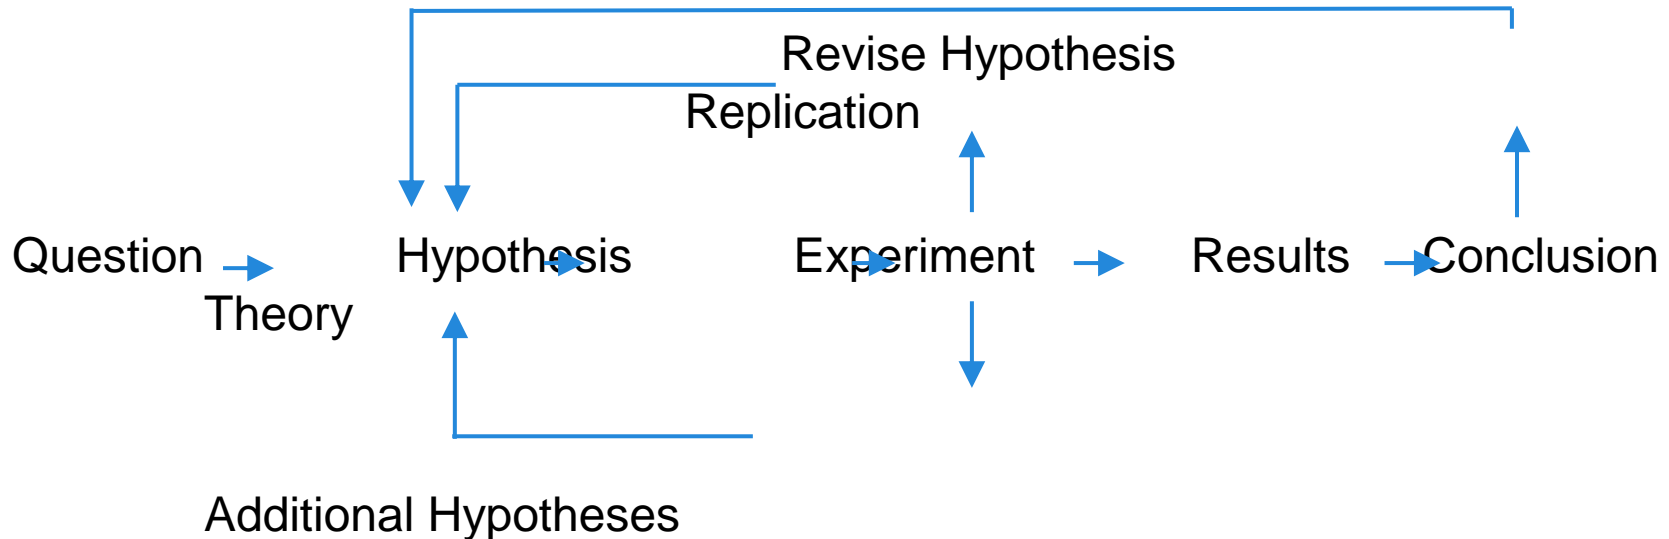 Revise Hypothesis
Replication
Question Hypothesis Experiment Results Conclusion
Theory
Additional Hypotheses